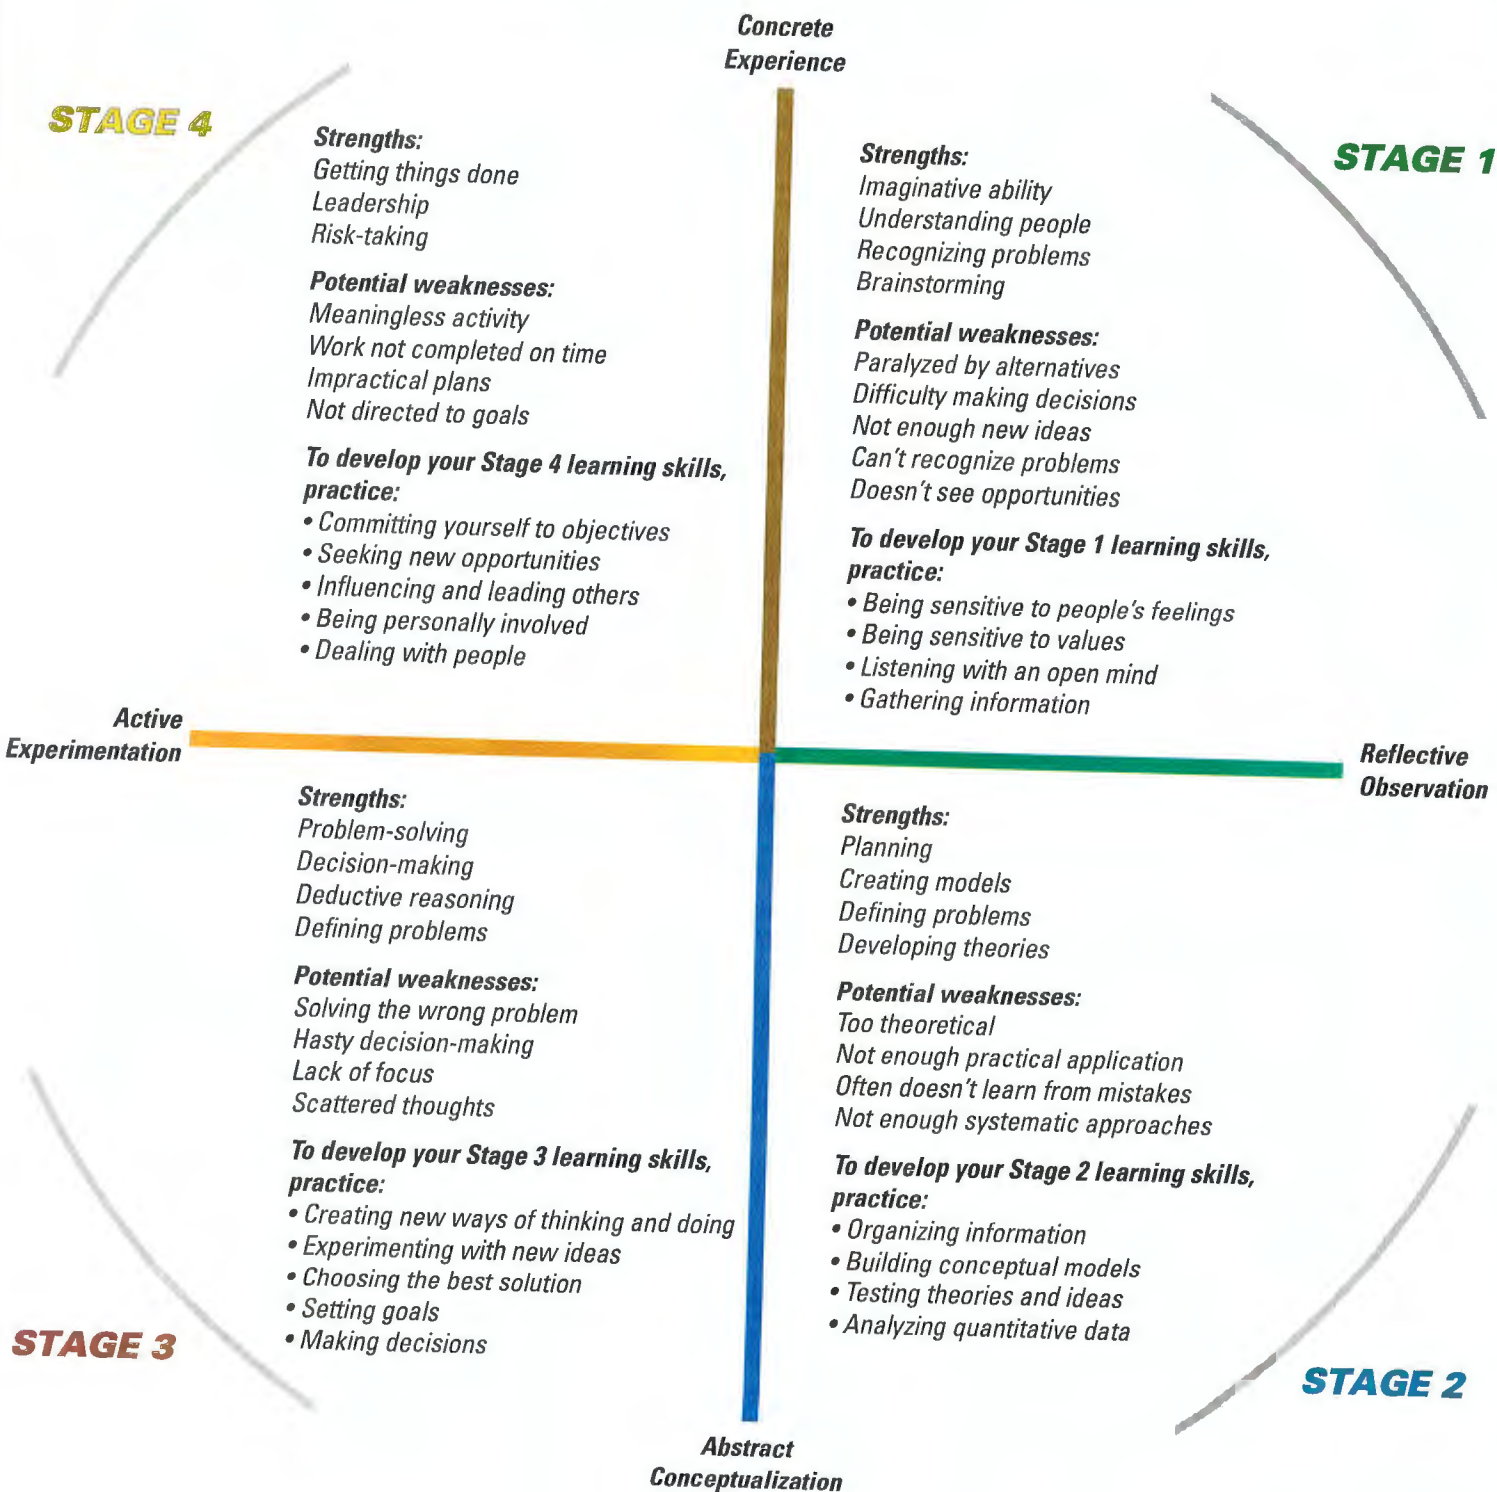 Concrete
Experience
STAGE 4
Strengths:
Getting things done
Leadership
Risk-taking
Potential weaknesses:
Meaningless activity
Work not completed on time
Impractical plans
Not directed to goals
To develop your Stage 4 learning skills,
practice:
• Committing yourself to objectives
• Seeking new opportunities
• Influencing and leading others
• Being personally involved
• Dealing with people
STAGE 1
Strengths:
Imaginative ability
Understanding people
Recognizing problems
Brainstorming
Potential weaknesses:
Paralyzed by alternatives
Difficulty making decisions
Not enough new ideas
Can't recognize problems
Doesn't see opportunities
To develop your Stage 1 learning skills,
practice:
• Being sensitive to people's feelings
• Being sensitive to values
• Listening with an open mind
• Gathering information
Active
Experimentation
Reflective
Observation
Strengths:
Problem-solving
Decision-making
Deductive reasoning
Defining problems
Potential weaknesses:
Solving the wrong problem
Hasty decision-making
Lack of focus
Scattered thoughts
To develop your Stage 3 learning skills,
practice:
• Creating new ways of thinking and doing
• Experimenting with new ideas
• Choosing the best solution
• Setting goals
• Making decisions
STAGE 3
Strengths:
Planning
Creating models
Defining problems
Developing theories
Potential weaknesses:
Too theoretical
Not enough practical application
Often doesn't learn from mistakes
Not enough systematic approaches
To develop your Stage 2 learning skills,
practice:
• Organizing information
• Building conceptual models
• Testing theories and ideas
• Analyzing quantitative data
STAGE 2
Abstract
Conceptualization